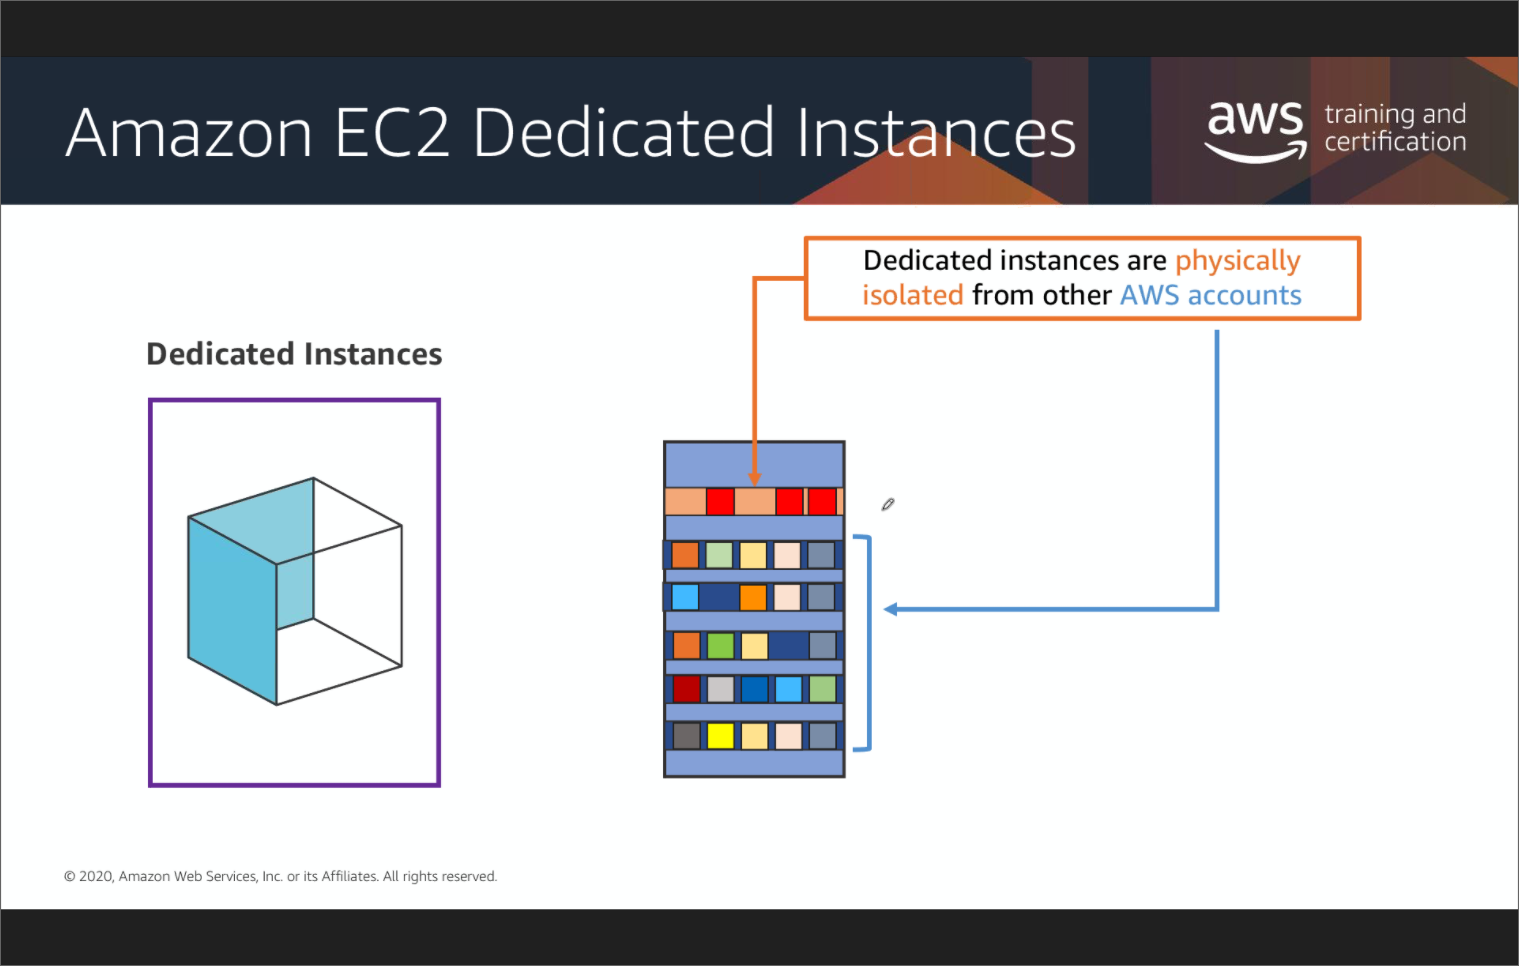 Amazon EC2 Dedicated Instances
aws training and
certification
Dedicated instances are physically
isolated from other AWS accounts
Dedicated Instances
© 2020, Amazon Web Services, Inc. or its Affiliates. All rights reserved.